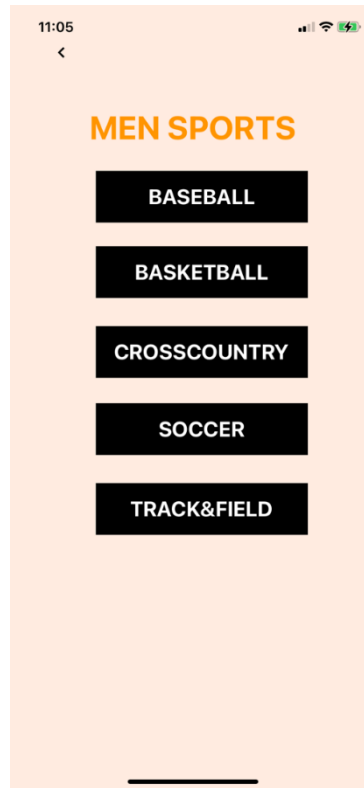 11:05
MEN SPORTS
BASEBALL
BASKETBALL
CROSSCOUNTRY
SOCCER
TRACK&FIELD